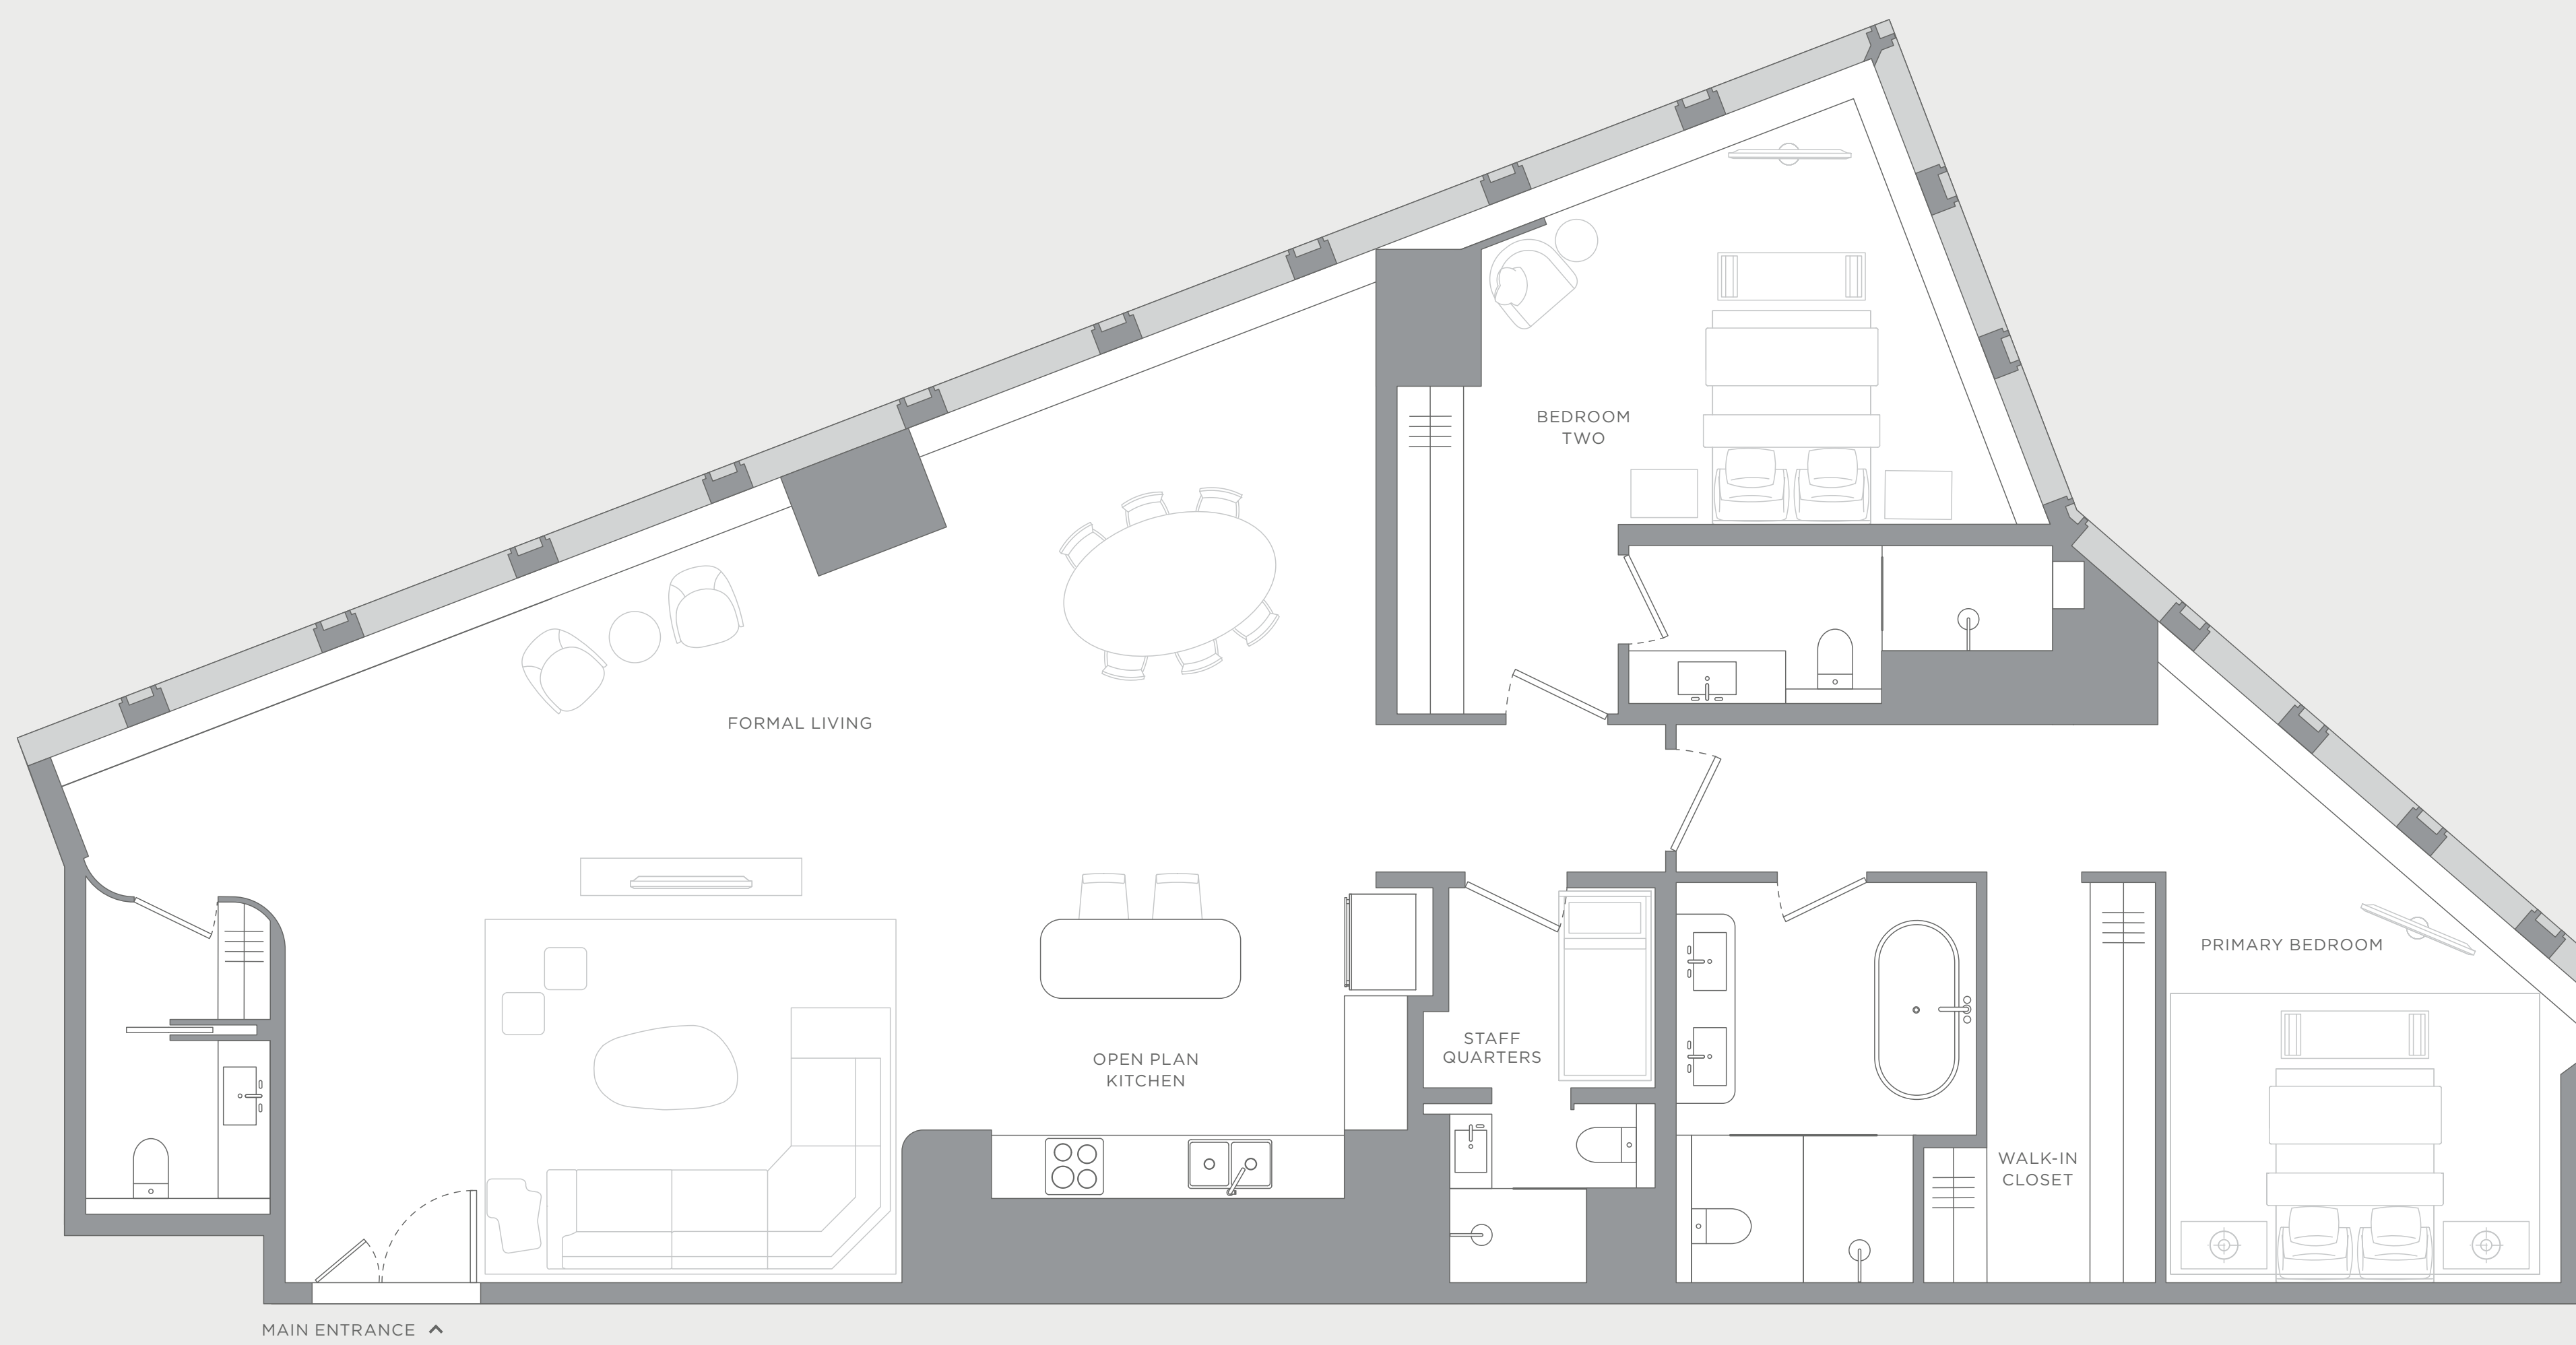 BEDROOM
TWO
FORMAL LIVING
PRIMARY BEDROOM
STAFF
QUARTERS
OPEN PLAN
KITCHEN
WALK-IN
CLOSET
MAIN ENTRANCE